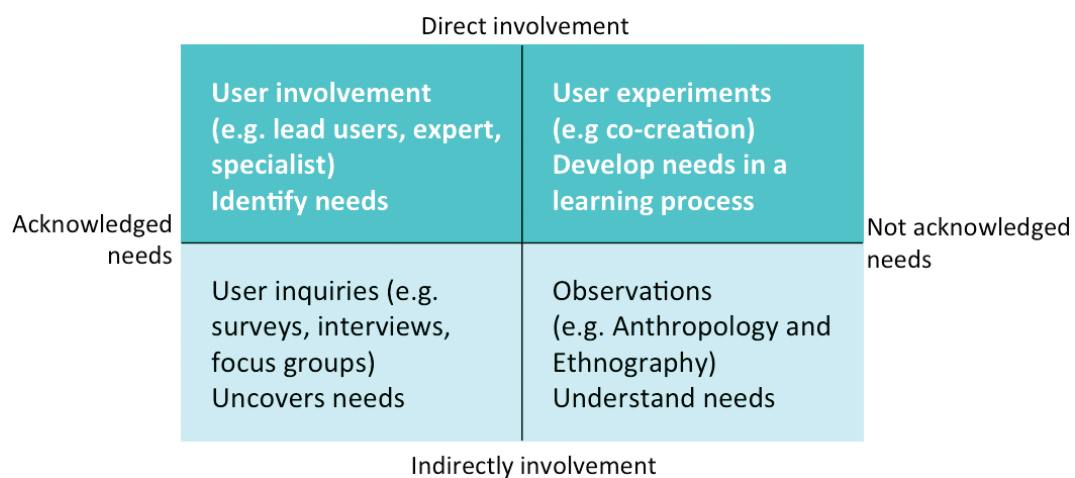 Direct involvement
User involvement
(e.g. lead users, expert,
specialist)
Identify needs
User experiments
(e.g co-creation)
Develop needs in a
learning process
Acknowledged
needs
Not acknowledged
needs
User inquiries (e.g.
surveys, interviews,
focus groups)
Uncovers needs
Observations
(e.g. Anthropology and
Ethnography)
Understand needs
Indirectly involvement